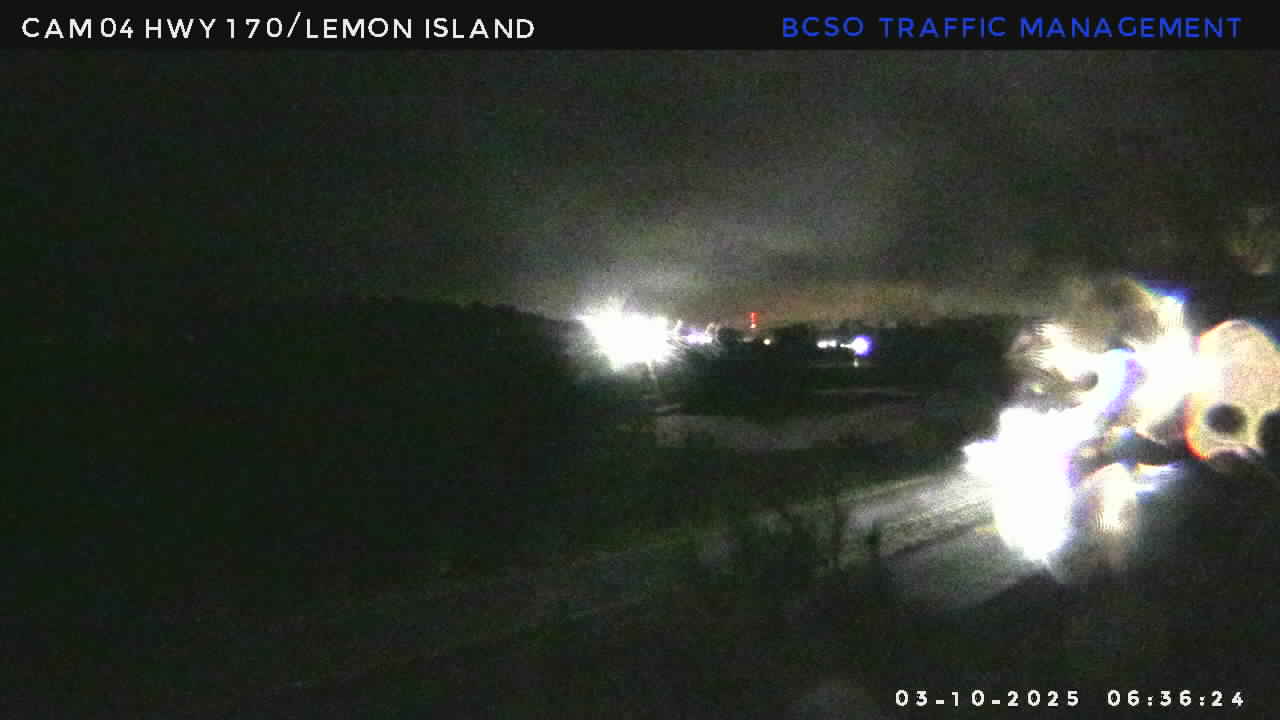 CAM04 HWY 170/LEMON ISLAND
BCSO TRAFFIC MANAGEMENT
03-10-2025 06:36:24